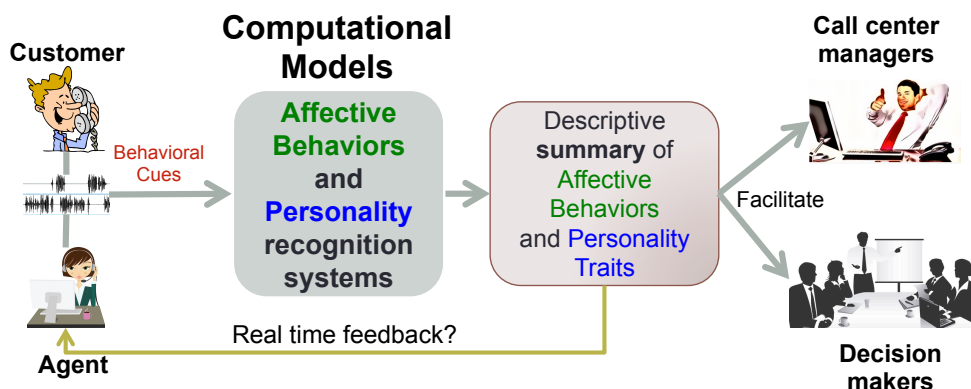 Customer
Behavioral
Cues
Agent
Computational
Models
Affective
Behaviors
and
Personality
recognition
systems
Descriptive
summary of
Affective
Behaviors
and Personality
Traits
Real time feedback?
Facilitate
Call center
managers
Decision
makers